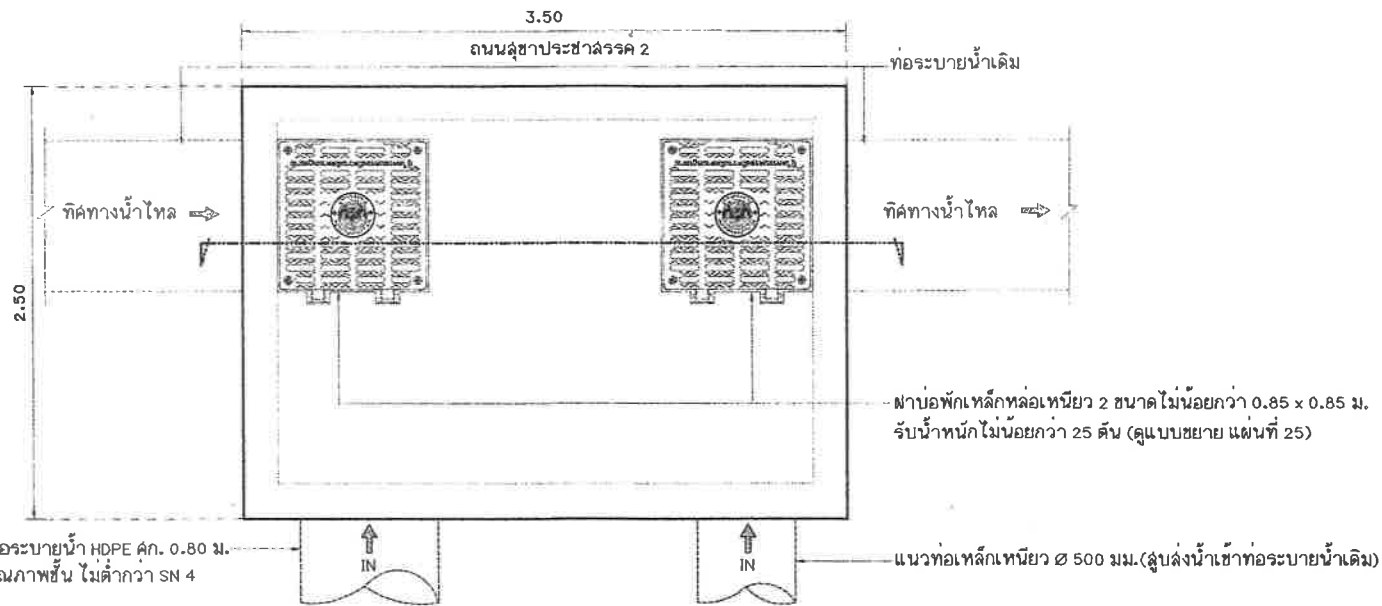 3.50
ถนนสุขาประชาสรรค์ 2
ท่อระบายน้ำเดิม
ทิศทางน้ำไหล
ทิศทางน้ำไหล
2.50
ฝาบ่อพักเหล็กหล่อเหนียว 2 ขนาดไม่น้อยกว่า 0.85 x 0.85 ม.
รับน้ำหนักไม่น้อยกว่า 25 ตัน (ดูแบบขยาย แผ่นที่ 25)
อระบายน้ำ HDPE ศก. 0.80 ม.
ณภาพชั้น ไม่ต่ำกว่า SN 4
IN
IN
แนวท่อเหล็กเหนียว Ø 500 มม.(สูบส่งน้ำเข้าท่อระบายน้ำเดิม)